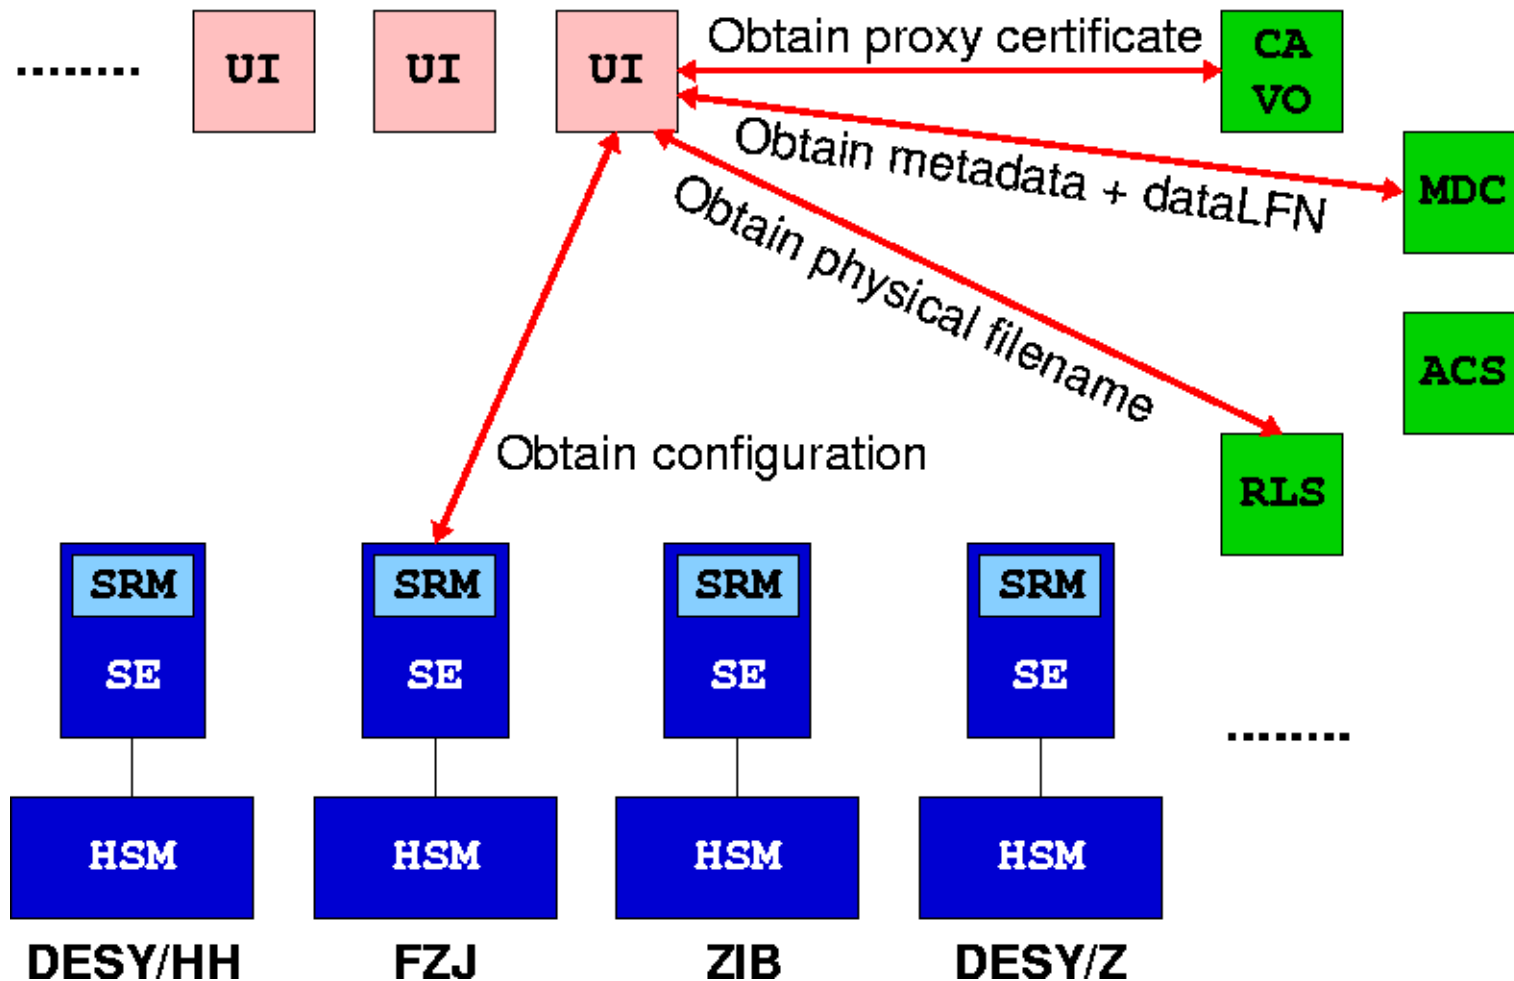 ........ UI UI UI Obtain proxy certificate CA
VO
Obtain metadata + dataLFN MDC
Obtain physical filename
ACS
Obtain configuration
RLS
SRM SRM SRM SRM
SE SE SE SE
........
HSM HSM HSM HSM
DESY/HH FZJ ZIB DESY/Z